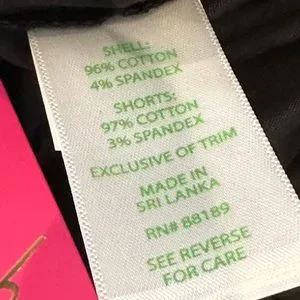 SHELL:
96% COTTON
4% SPANDEX
SHORTS:
97% COTTON
3% SPANDEX
EXCLUSIVE OF TRIM
MADE IN
SRI LANKA
RN# 88189
SEE REVERSE
FOR CARE